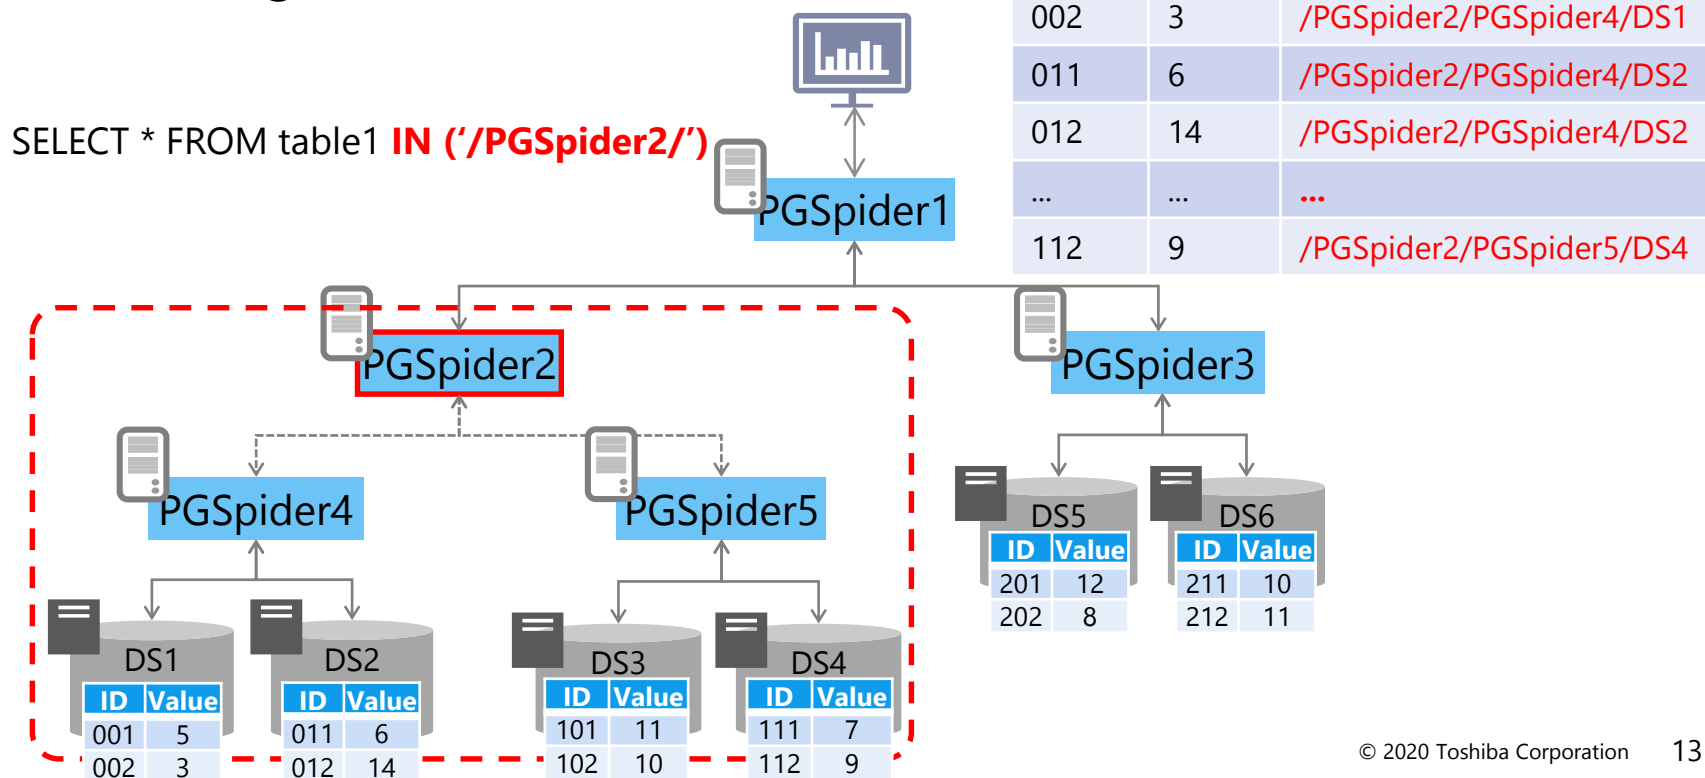 002 3 /PGSpider2/PGSpider4/DS1
011 6 /PGSpider2/PGSpider4/DS2
012 14 /PGSpider2/PGSpider4/DS2
... ... ...
112 9 /PGSpider2/PGSpider5/DS4
SELECT * FROM table1 IN (‘/PGSpider2/’)
PGSpider1
PGSpider2
PGSpider3
PGSpider4
PGSpider5
DS5
ID Value
201 12
202 8
DS6
ID Value
211 10
212 11
DS1
ID Value
001 5
002 3
DS2
ID Value
011 6
012 14
DS3
ID Value
101 11
102 10
DS4
ID Value
111 7
112 9
© 2020 Toshiba Corporation 13